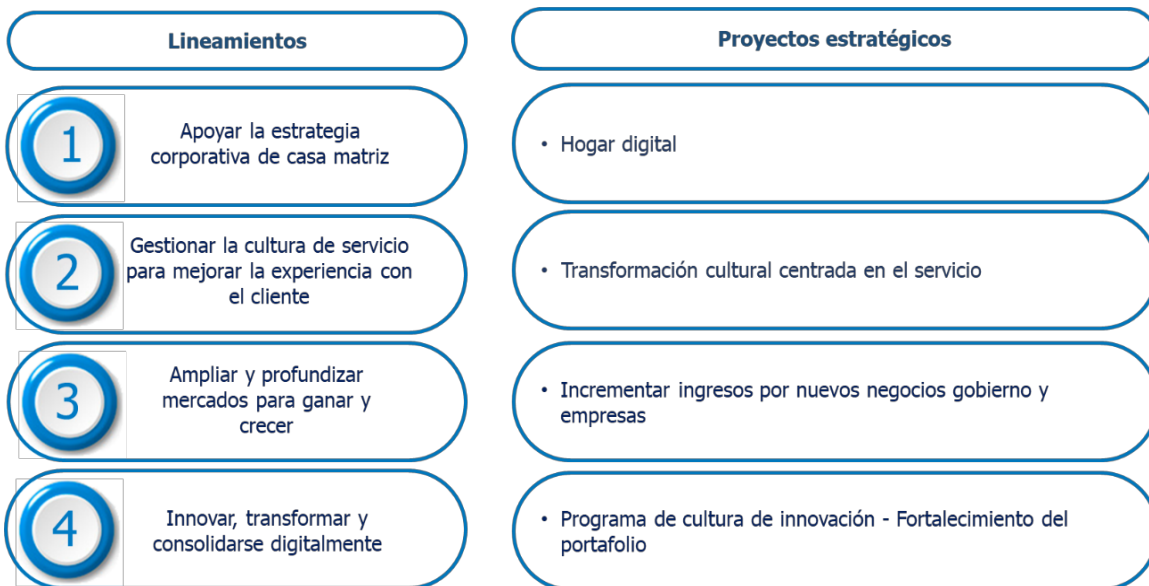 Lineamientos
Proyectos estratégicos
1
Apoyar la estrategia
corporativa de casa matriz
• Hogar digital
2
Gestionar la cultura de servicio
para mejorar la experiencia con
el cliente
• Transformación cultural centrada en el servicio
3
Ampliar y profundizar
mercados para ganar y
crecer
• Incrementar ingresos por nuevos negocios gobierno y
empresas
4
Innovar, transformar y
consolidarse digitalmente
• Programa de cultura de innovación - Fortalecimiento del
portafolio